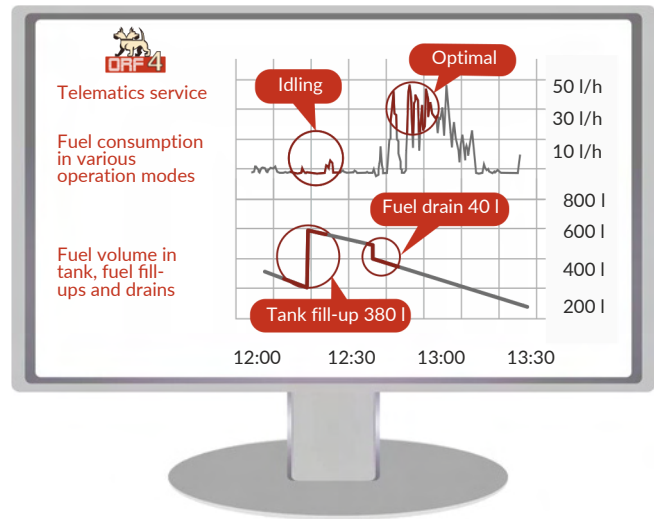 ORF 4
Telematics service
Fuel consumption
in various
operation modes
Fuel volume in
tank, fuel fill-
ups and drains
Idling
Optimal
50 l/h
30 l/h
10 l/h
Fuel drain 40 l
Tank fill-up 380 l
800 l
600 l
400 l
200 l
12:00 12:30 13:00 13:30